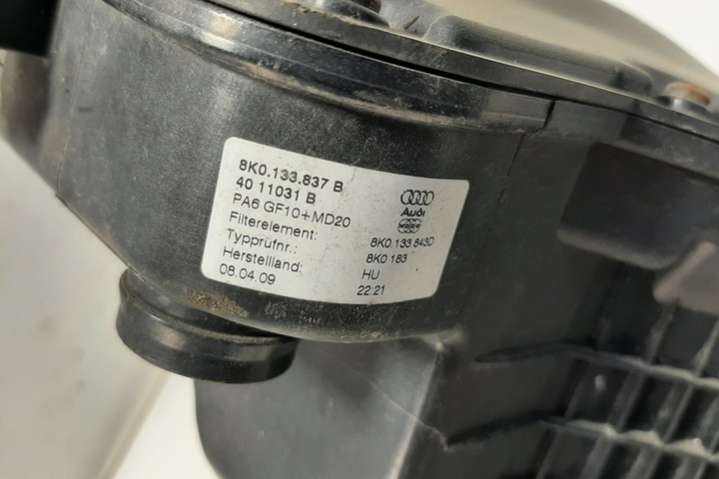 8K0.133.837 B
40 11031 B
PA6 GF10+MD20
Audi
Filterelement: 8K0 133 843D
Typprüfnr.: 8K0 183
Herstelland: HU
08.04.09 22:21